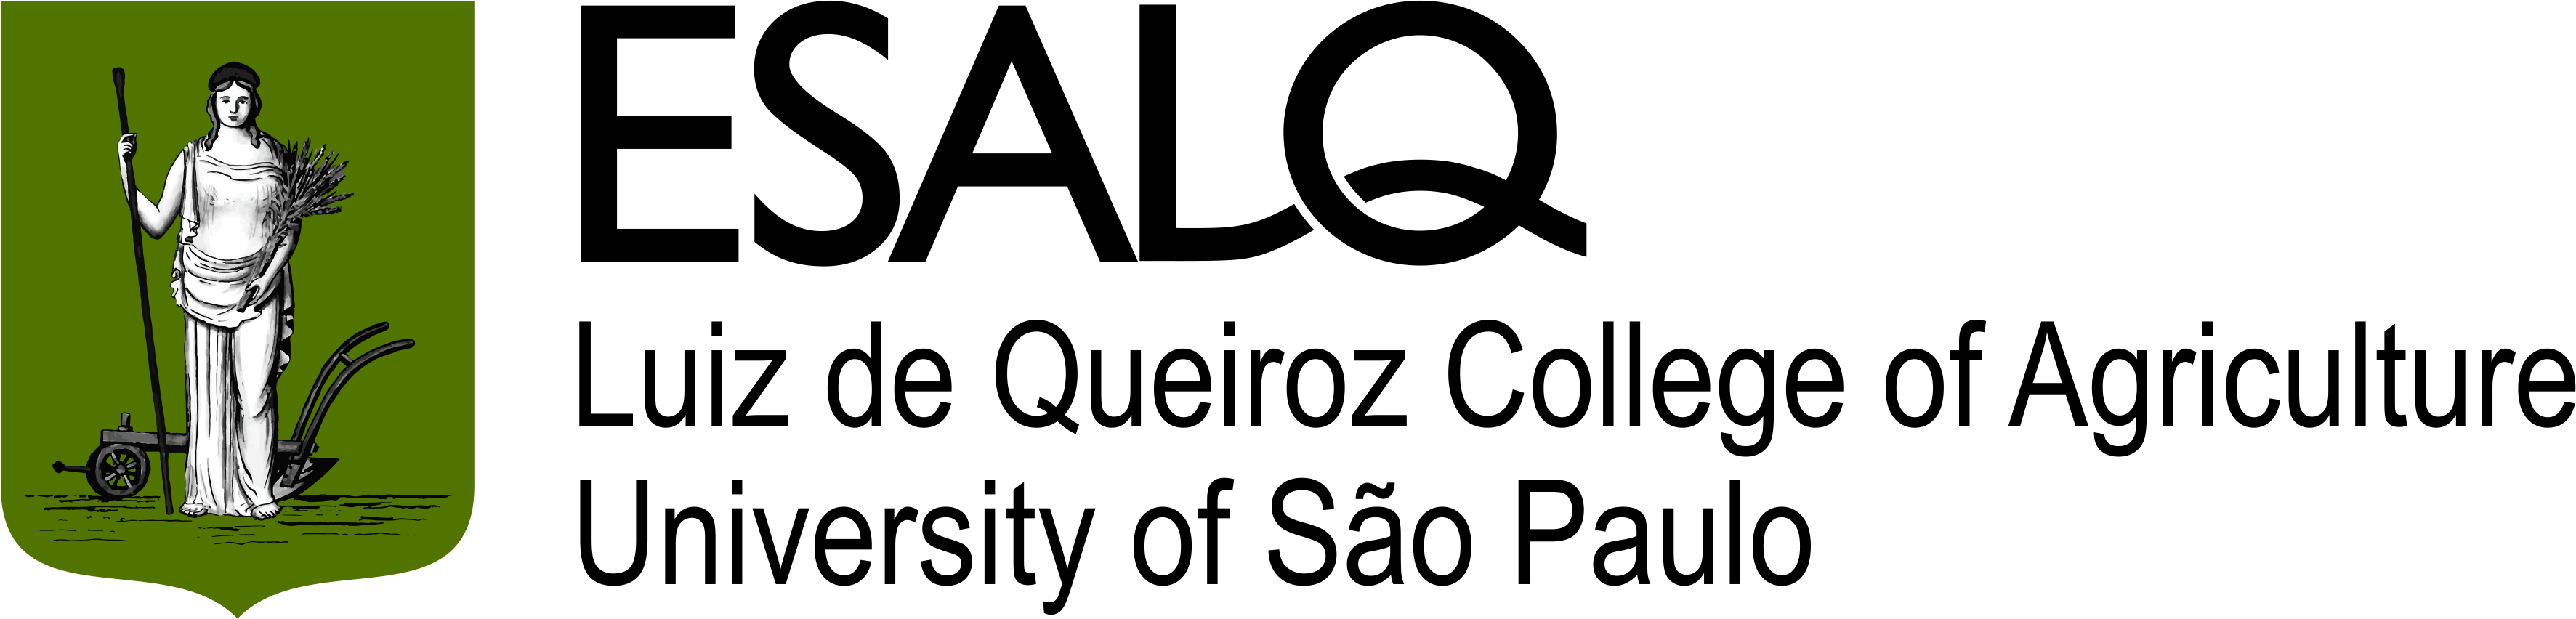 ESALQ
Luiz de Queiroz College of Agriculture
University of São Paulo